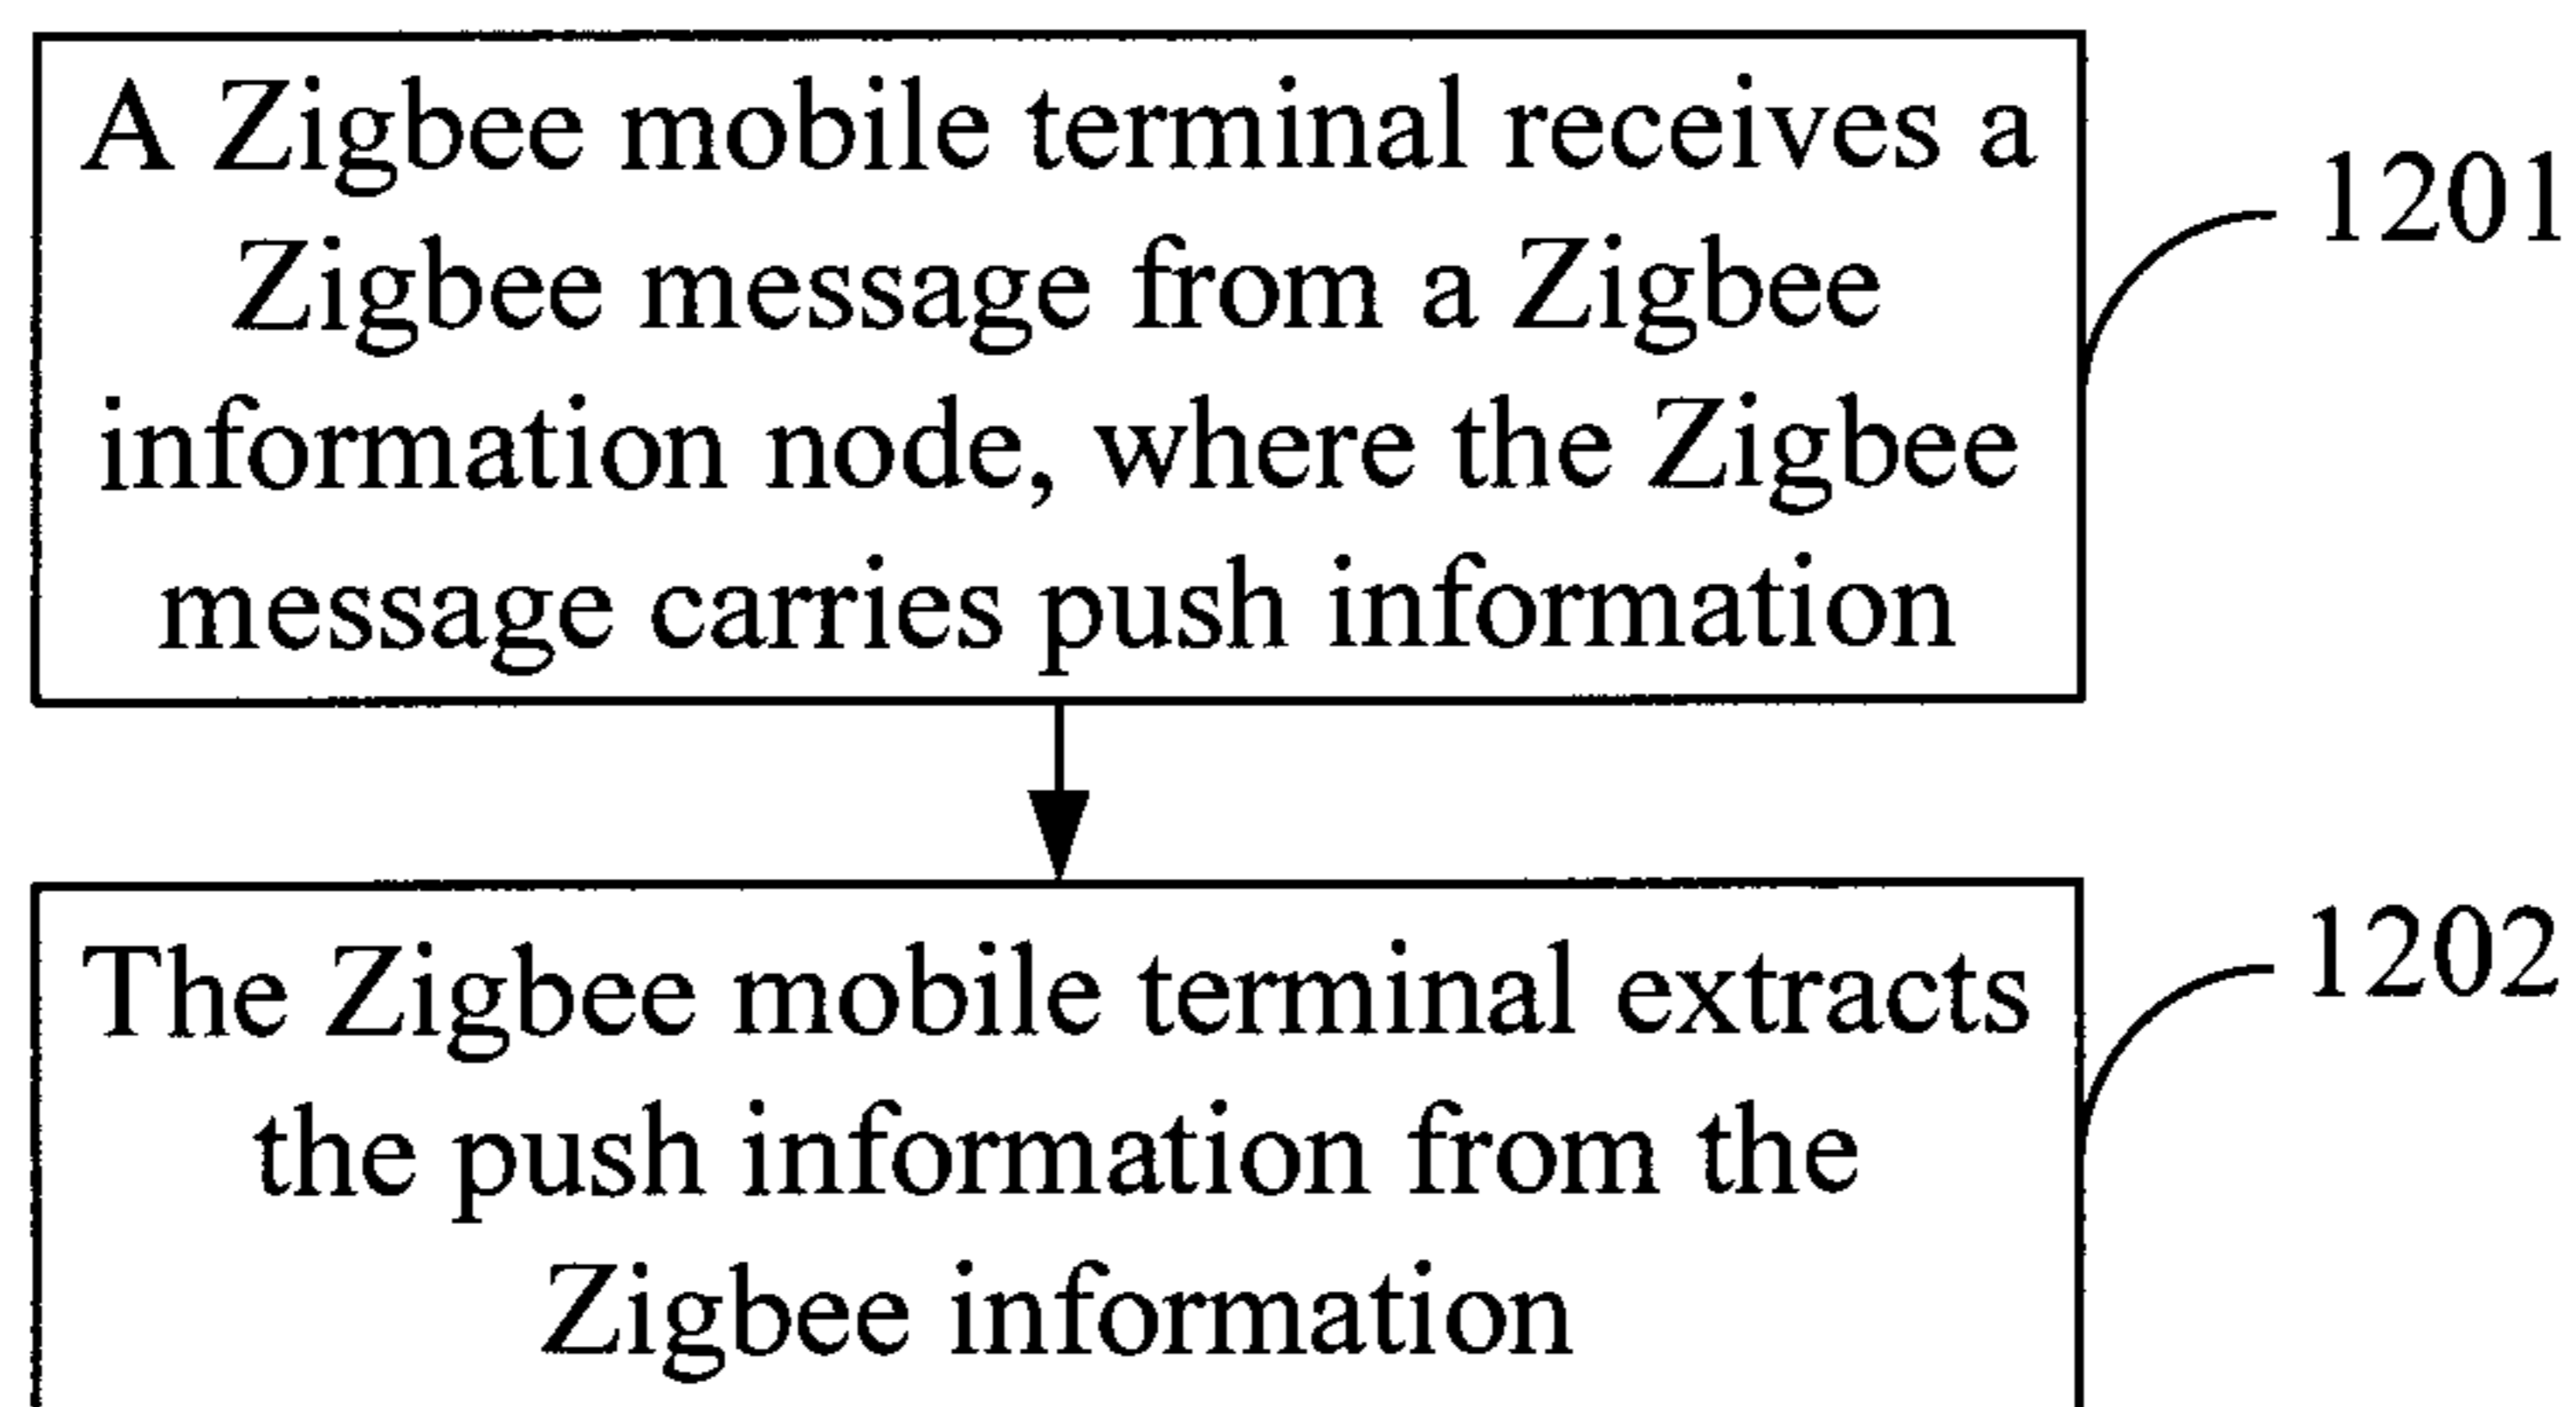 A Zigbee mobile terminal receives a
Zigbee message from a Zigbee
information node, where the Zigbee
message carries push information
1201
The Zigbee mobile terminal extracts
the push information from the
Zigbee information
1202